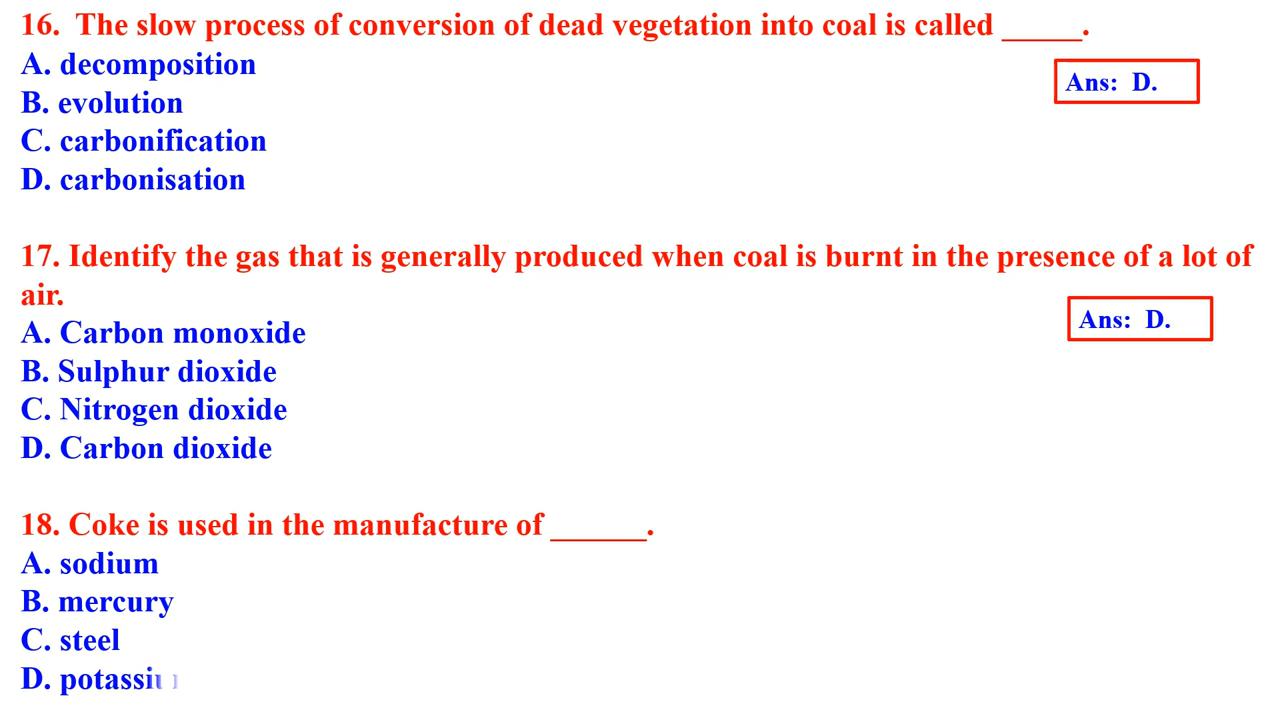 16. The slow process of conversion of dead vegetation into coal is called _____.
A. decomposition
Ans: D.
B. evolution
C. carbonification
D. carbonisation
17. Identify the gas that is generally produced when coal is burnt in the presence of a lot of
air.
Ans: D.
A. Carbon monoxide
B. Sulphur dioxide
C. Nitrogen dioxide
D. Carbon dioxide
18. Coke is used in the manufacture of ______.
A. sodium
B. mercury
C. steel
D.